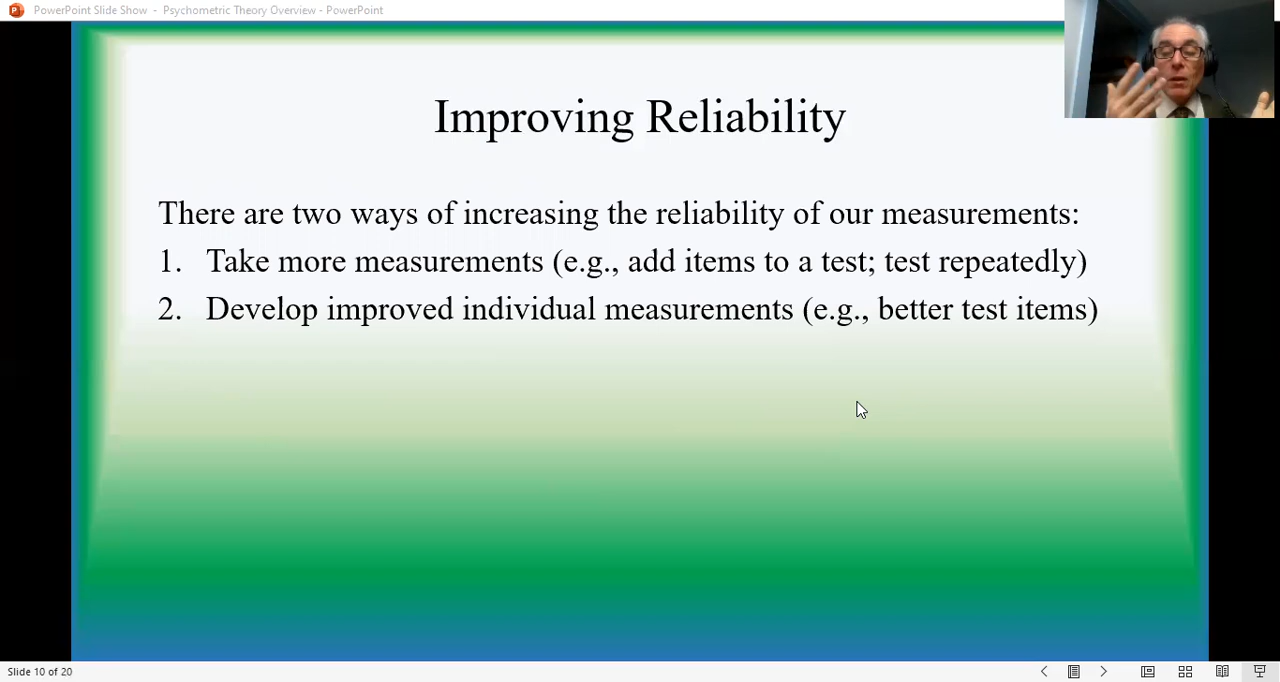 PowerPoint Slide Show - Psychometric Theory Overview - PowerPoint
Improving Reliability
There are two ways of increasing the reliability of our measurements:
1. Take more measurements (e.g., add items to a test; test repeatedly)
2. Develop improved individual measurements (e.g., better test items)
Slide 10 of 20